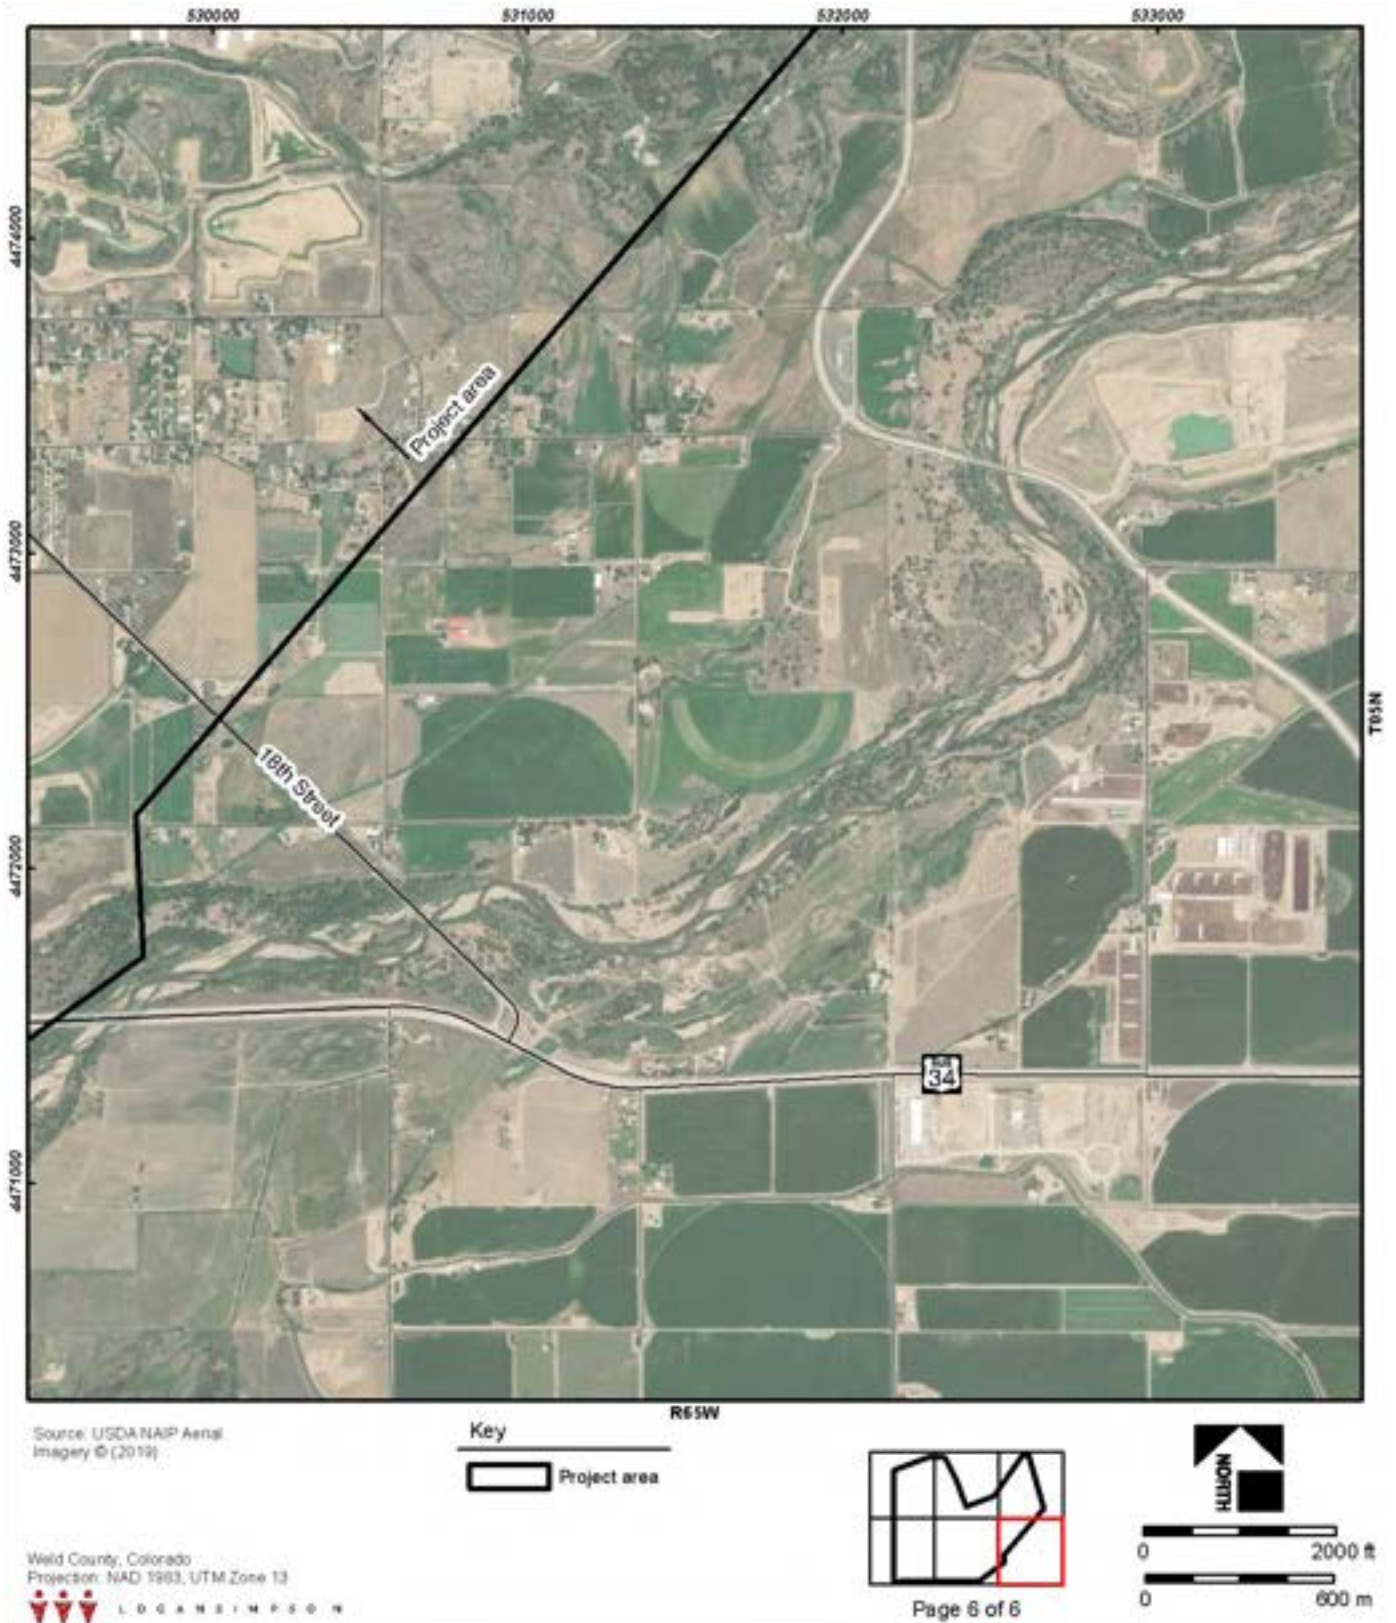 530000 531000 532000 533000
4474000
4473000
4472000
4471000
Project area
18th Street
34
T05N
R65W
Source: USDA NAIP Aerial
Imagery © (2019)
Key
Project area
NORTH
0 2000 ft
0 600 m
Page 6 of 6
Weld County, Colorado
Projection: NAD 1983, UTM Zone 13
LOGANSIMPSON